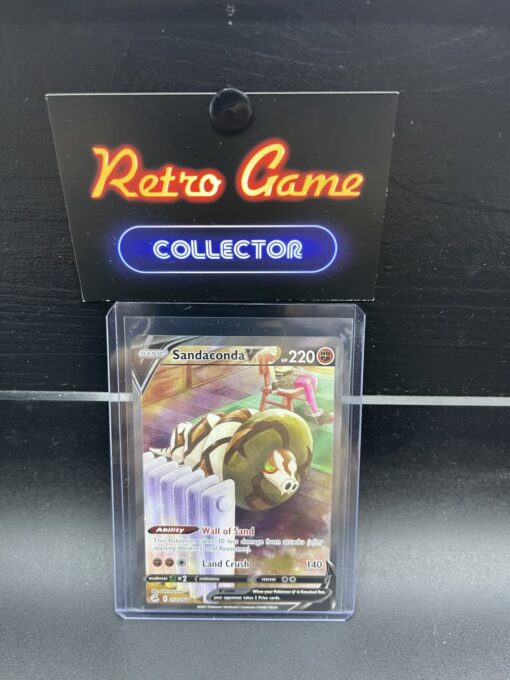 Retro Game
COLLECTOR
BASIC Sandaconda V HP 220
Ability Wall of Sand
This Pokémon takes 30 less damage from attacks (after
applying Weakness and Resistance).
Land Crush 140
weakness ×2 resistance retreat
When your Pokémon V is Knocked Out,
your opponent takes 2 Prize cards.